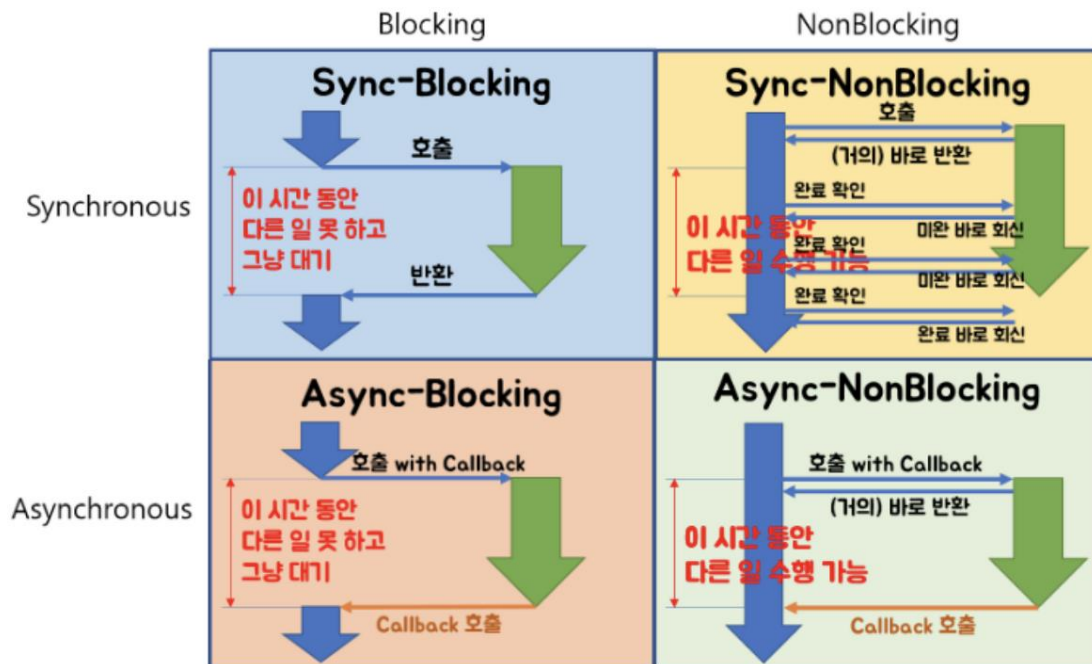 Blocking
NonBlocking
Synchronous
Sync-Blocking
호출
이 시간 동안
다른 일 못 하고
그냥 대기
반환
Sync-NonBlocking
호출
(거의) 바로 반환
이 시간 동안
다른 일 수행 가능
완료 확인
미완 바로 회신
완료 확인
미완 바로 회신
완료 확인
완료 바로 회신
Asynchronous
Async-Blocking
호출 with Callback
이 시간 동안
다른 일 못 하고
그냥 대기
Callback 호출
Async-NonBlocking
호출 with Callback
(거의) 바로 반환
이 시간 동안
다른 일 수행 가능
Callback 호출